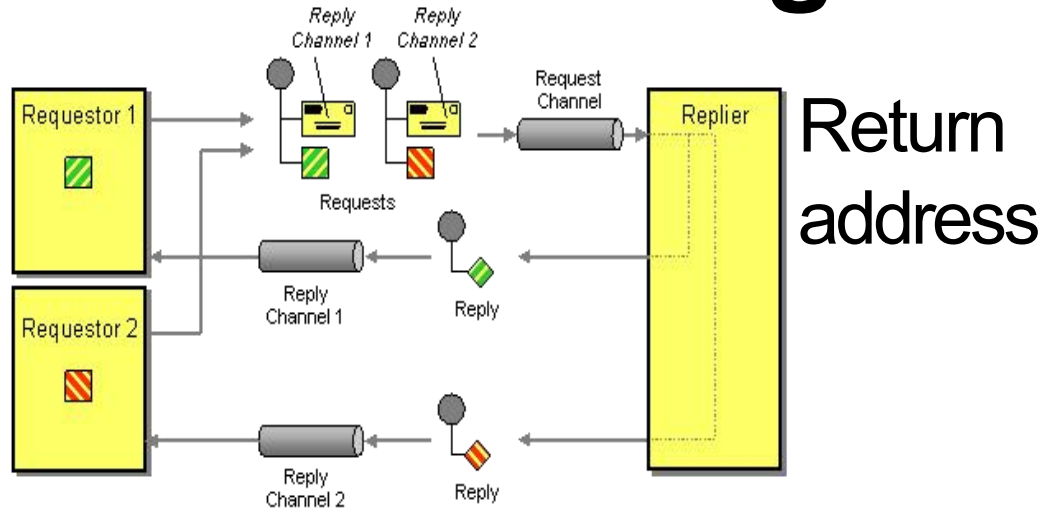 Reply
Channel 1
Reply
Channel 2
Request
Channel
Requestor 1
Replier
Return
address
Requests
Reply
Channel 1
Reply
Requestor 2
Reply
Channel 2
Reply